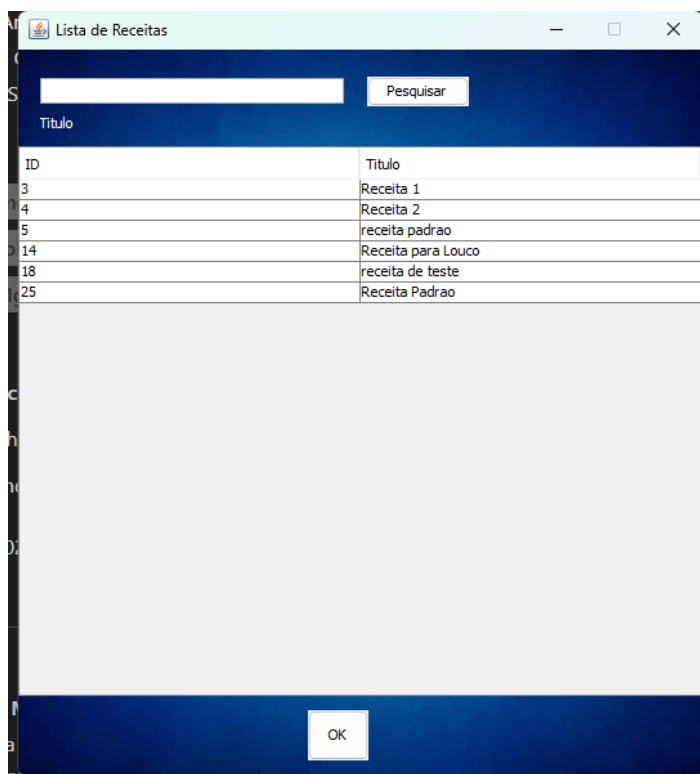 Lista de Receitas
Pesquisar
Titulo
ID Titulo
3 Receita 1
4 Receita 2
5 receita padrao
14 Receita para Louco
18 receita de teste
25 Receita Padrao
OK